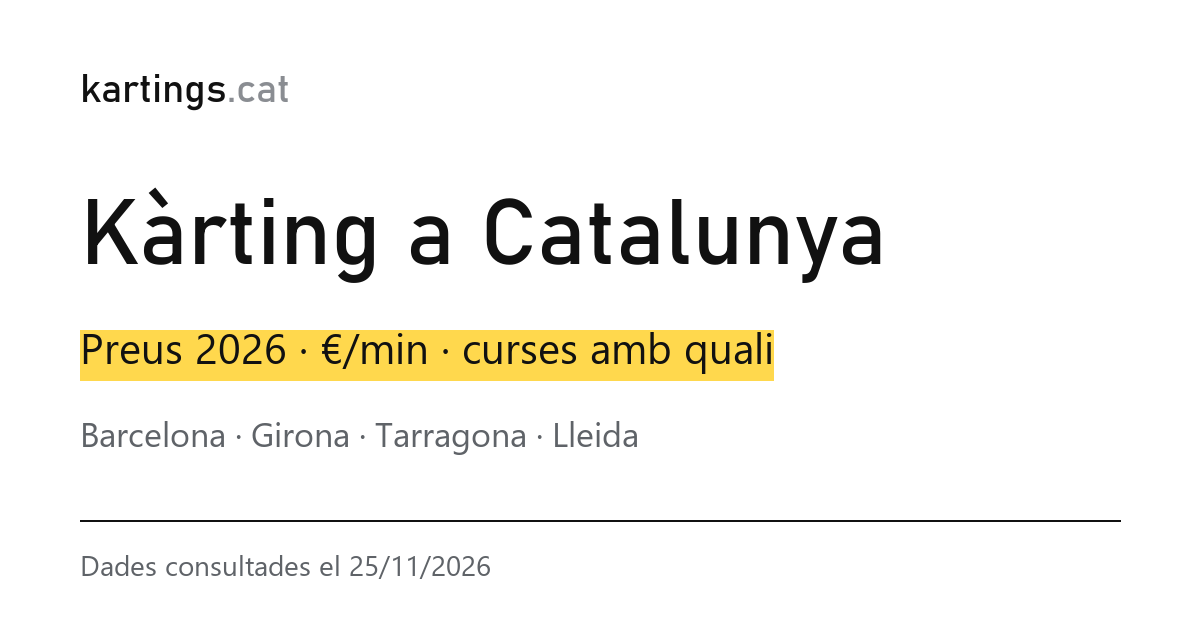 kartings.cat
Kàrting a Catalunya
Preus 2026 · €/min · curses amb quali
Barcelona · Girona · Tarragona · Lleida
Dades consultades el 25/11/2026